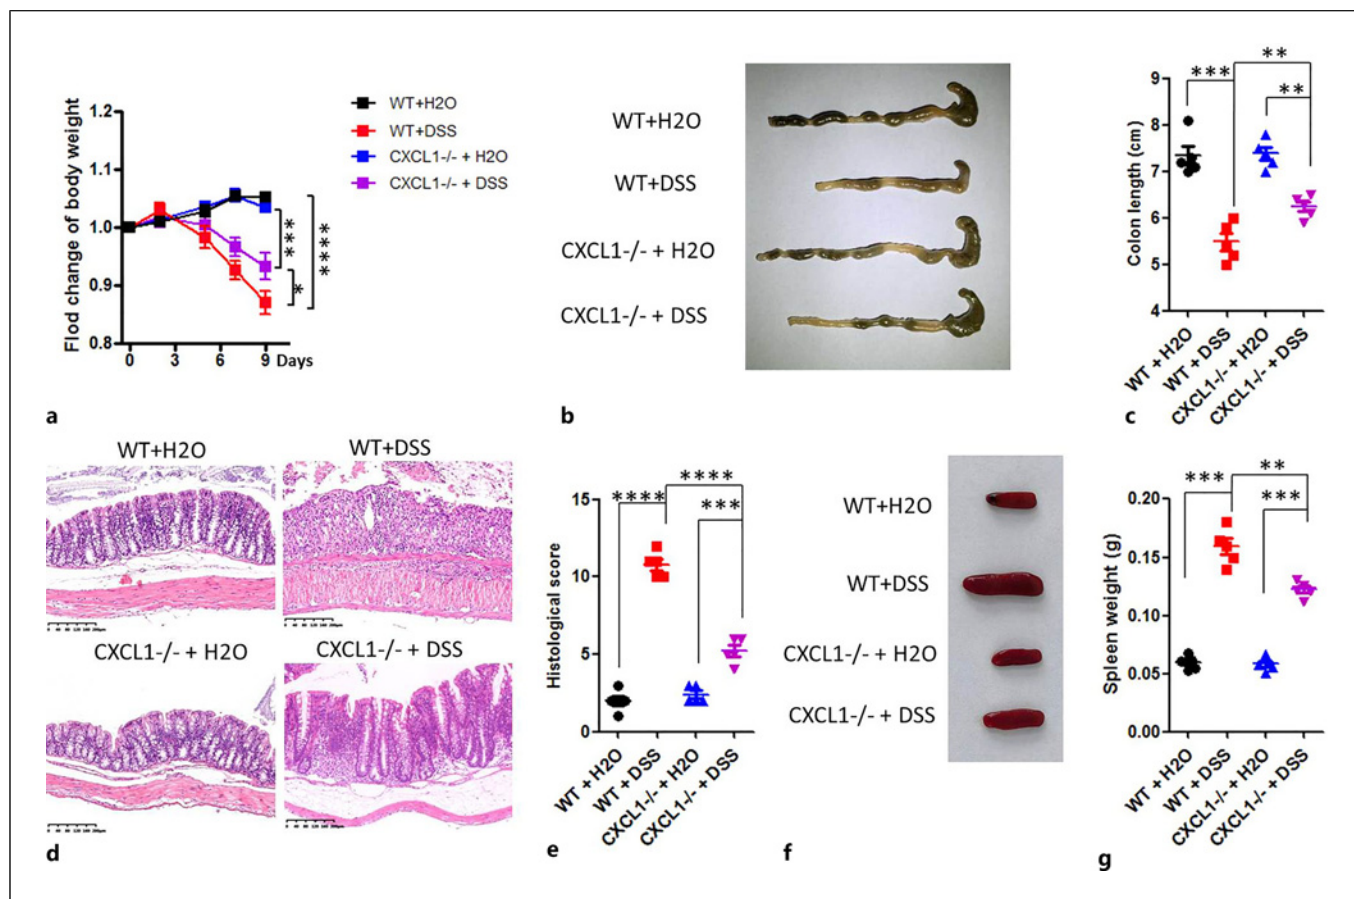 Flod change of body weight
1.2
1.1
1.0
0.9
0.8
0
3
6
9
Days
WT+H2O
WT+DSS
CXCL1-/- + H2O
CXCL1-/- + DSS
***
*
****
a
WT+H2O
WT+DSS
CXCL1-/- + H2O
CXCL1-/- + DSS
b
Colon length (cm)
9
8
7
6
5
4
***
**
**
WT + H2O
WT + DSS
CXCL1-/- + H2O
CXCL1-/- + DSS
c
WT+H2O
WT+DSS
CXCL1-/- + H2O
CXCL1-/- + DSS
d
Histological score
15
10
5
0
****
****
***
WT + H2O
WT + DSS
CXCL1-/- + H2O
CXCL1-/- + DSS
e
WT+H2O
WT+DSS
CXCL1-/- + H2O
CXCL1-/- + DSS
f
Spleen weight (g)
0.20
0.15
0.10
0.05
0.00
***
**
***
WT + H2O
WT + DSS
CXCL1-/- + H2O
CXCL1-/- + DSS
g